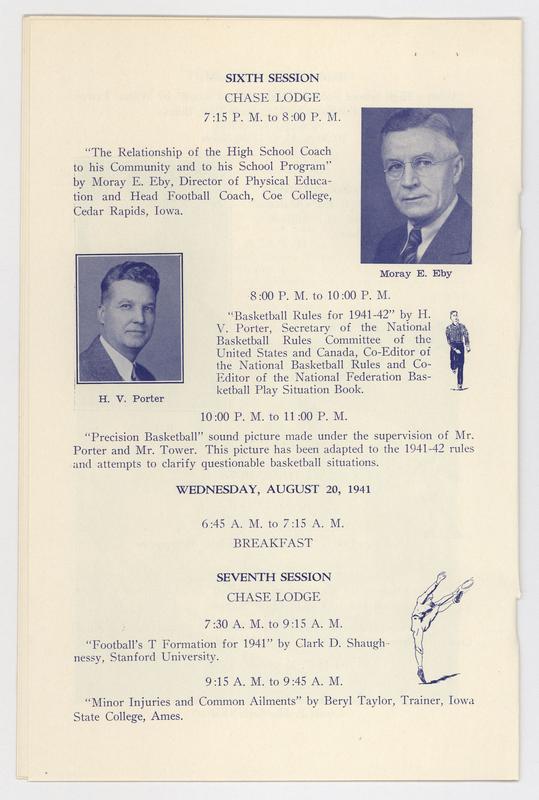 SIXTH SESSION
CHASE LODGE
7:15 P. M. to 8:00 P. M.
"The Relationship of the High School Coach
to his Community and to his School Program"
by Moray E. Eby, Director of Physical Educa-
tion and Head Football Coach, Coe College,
Cedar Rapids, Iowa.
Moray E. Eby
8:00 P. M. to 10:00 P. M.
"Basketball Rules for 1941-42" by H.
V. Porter, Secretary of the National
Basketball Rules Committee of the
United States and Canada, Co-Editor of
the National Basketball Rules and Co-
Editor of the National Federation Bas-
ketball Play Situation Book.
H. V. Porter
10:00 P. M. to 11:00 P. M.
"Precision Basketball" sound picture made under the supervision of Mr.
Porter and Mr. Tower. This picture has been adapted to the 1941-42 rules
and attempts to clarify questionable basketball situations.
WEDNESDAY, AUGUST 20, 1941
6:45 A. M. to 7:15 A. M.
BREAKFAST
SEVENTH SESSION
CHASE LODGE
7:30 A. M. to 9:15 A. M.
"Football's T Formation for 1941" by Clark D. Shaugh-
nessy, Stanford University.
9:15 A. M. to 9:45 A. M.
"Minor Injuries and Common Ailments" by Beryl Taylor, Trainer, Iowa
State College, Ames.